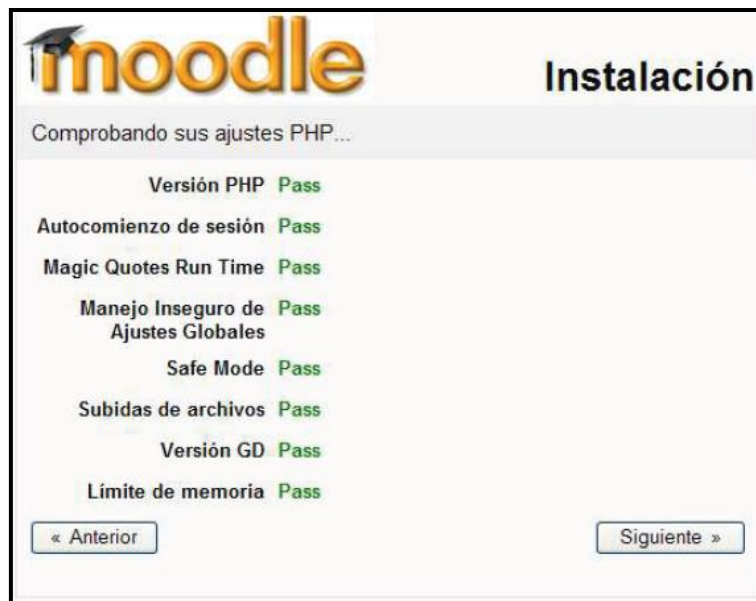 moodle
Instalación
Comprobando sus ajustes PHP...
Versión PHP Pass
Autocomienzo de sesión Pass
Magic Quotes Run Time Pass
Manejo Inseguro de Pass
Ajustes Globales
Safe Mode Pass
Subidas de archivos Pass
Versión GD Pass
Límite de memoria Pass
« Anterior
Siguiente »